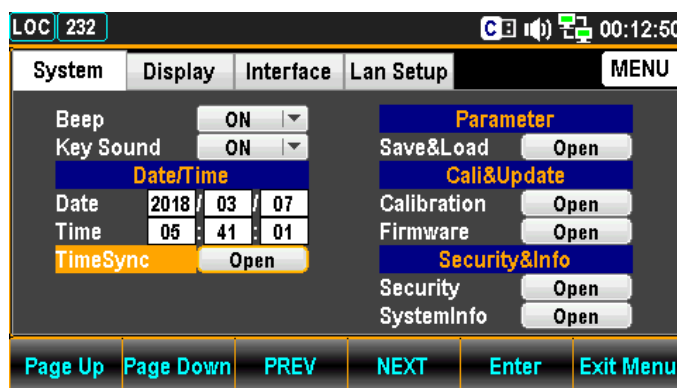 LOC 232 C 00:12:50
System Display Interface Lan Setup MENU
Beep ON
Key Sound ON
Date/Time
Date 2018 / 03 / 07
Time 05 : 41 : 01
TimeSync Open
Parameter
Save&Load Open
Cali&Update
Calibration Open
Firmware Open
Security&Info
Security Open
SystemInfo Open
Page Up Page Down PREV NEXT Enter Exit Menu